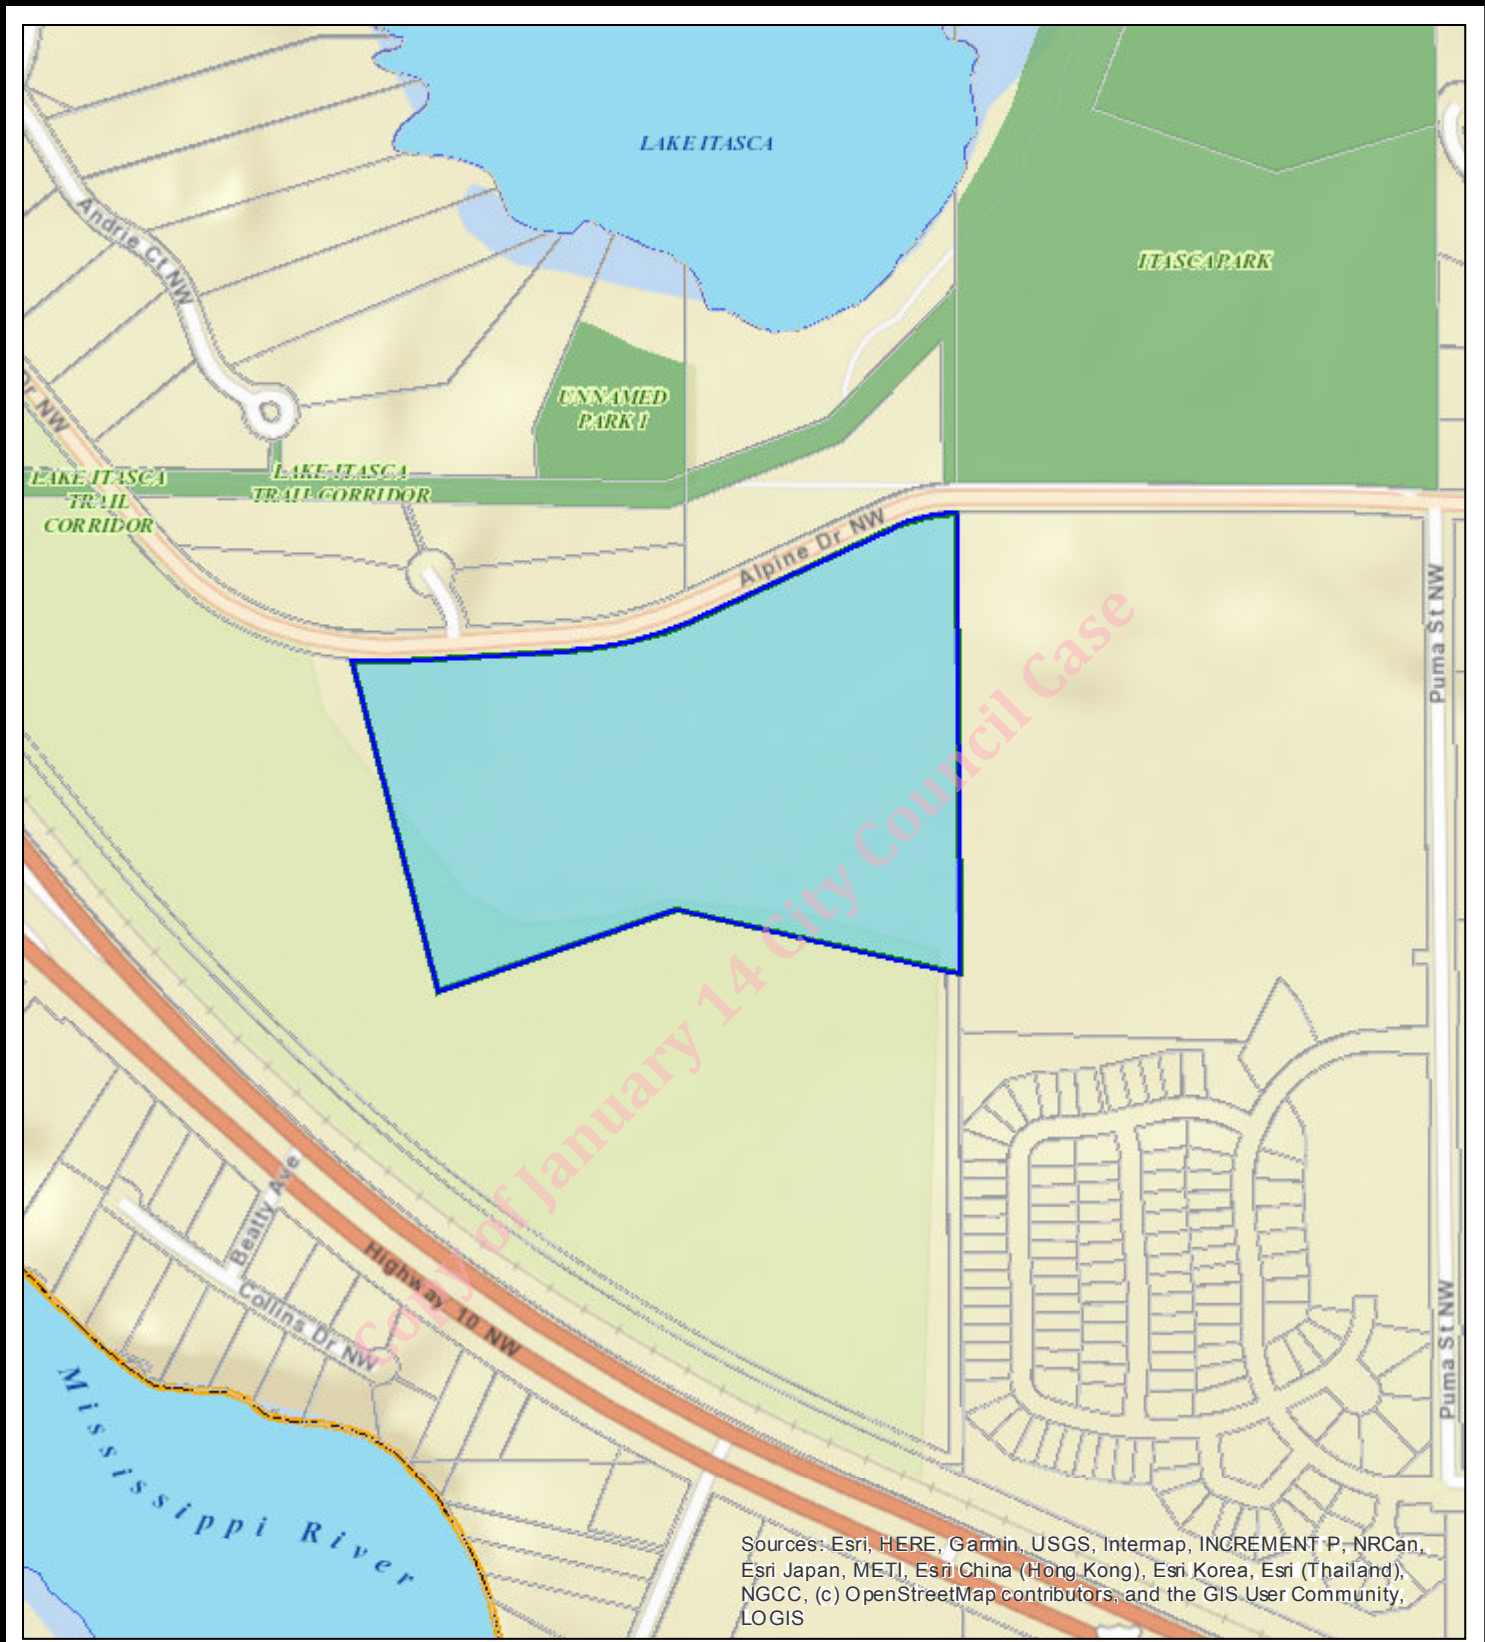 LAKE ITASCA
Andrie Ct NW
ITASCA PARK
Dr NW
UNNAMED
PARK 1
LAKE ITASCA
TRAIL
CORRIDOR
LAKE ITASCA
TRAIL CORRIDOR
Alpine Dr NW
Puma St NW
Copy of January 14 City Council Case
Beatty Ave
Collins Dr NW
Highway 10 NW
Puma St NW
Mississippi River
Sources: Esri, HERE, Garmin, USGS, Intermap, INCREMENT P, NRCan,
Esri Japan, METI, Esri China (Hong Kong), Esri Korea, Esri (Thailand),
NGCC, (c) OpenStreetMap contributors, and the GIS User Community,
LOGIS